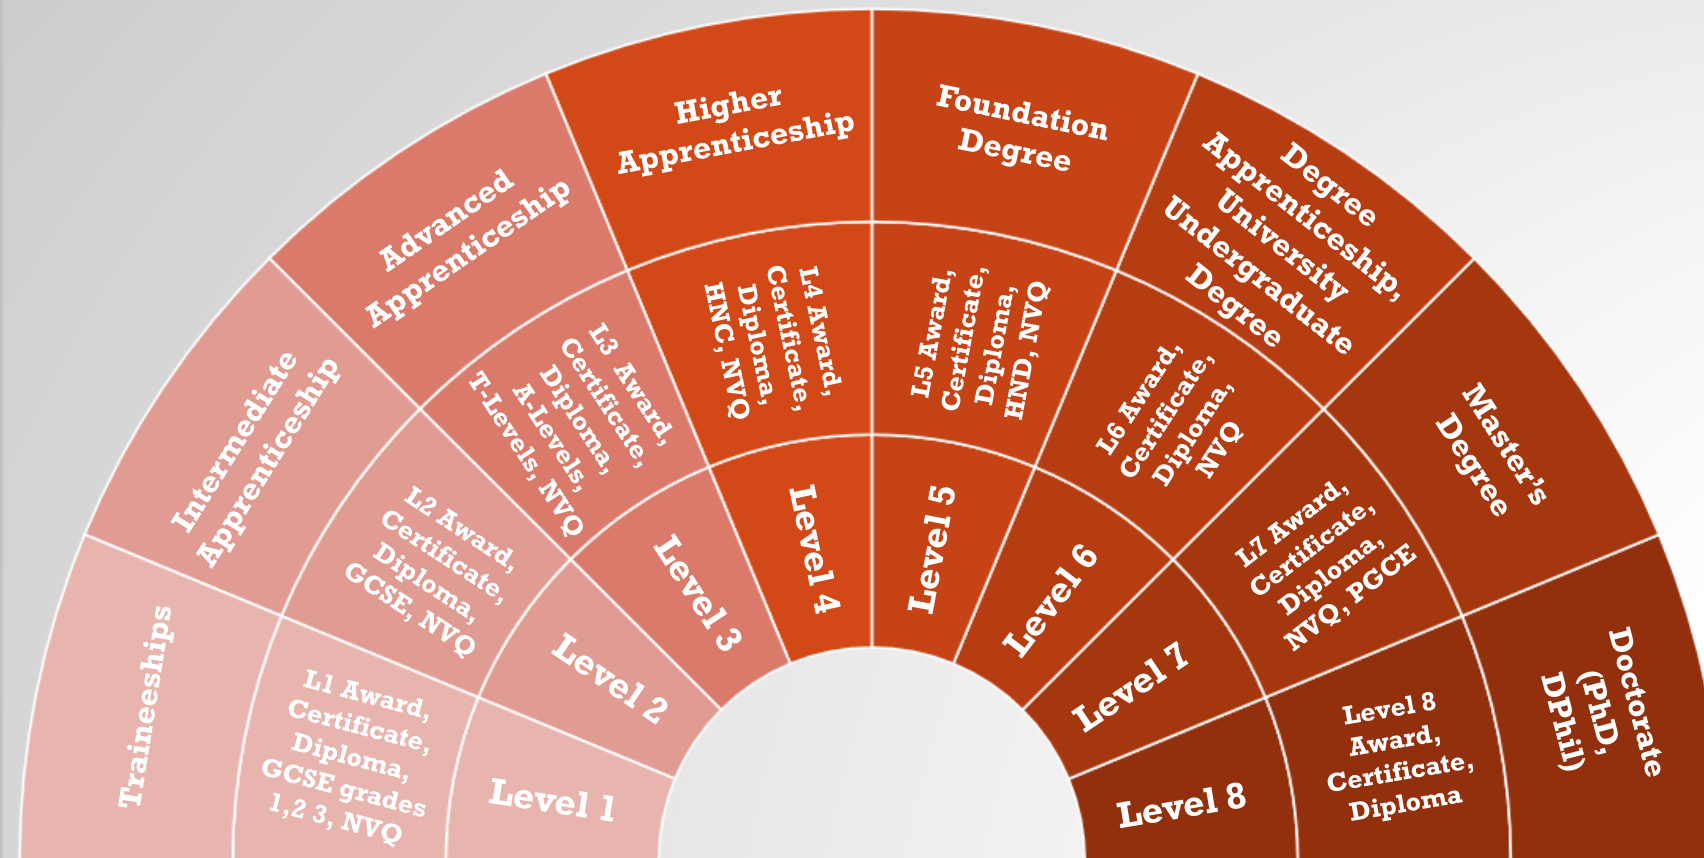 Traineeships
L1 Award,
Certificate,
Diploma,
GCSE grades
1,2 3, NVQ
Level 1
Intermediate
Apprenticeship
L2 Award,
Certificate,
Diploma,
GCSE, NVQ
Level 2
Advanced
Apprenticeship
L3 Award,
Certificate,
Diploma,
A-Levels,
T-Levels, NVQ
Level 3
Higher
Apprenticeship
L4 Award,
Certificate,
Diploma,
HNC, NVQ
Level 4
Foundation
Degree
L5 Award,
Certificate,
Diploma,
HND, NVQ
Level 5
Degree
Apprenticeship,
University
Undergraduate
Degree
L6 Award,
Certificate,
Diploma,
NVQ
Level 6
Master's
Degree
L7 Award,
Certificate,
Diploma,
NVQ, PGCE
Level 7
Doctorate
(PhD,
DPhil)
Level 8
Award,
Certificate,
Diploma
Level 8